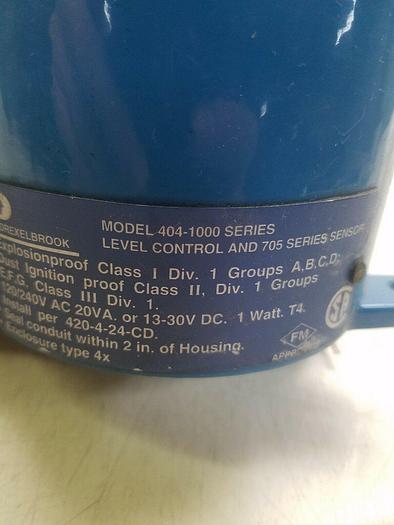 DREXELBROOK
MODEL 404-1000 SERIES
LEVEL CONTROL AND 705 SERIES SENSOR
Explosionproof Class I Div. 1 Groups A,B,C,D;
Dust Ignition proof Class II, Div. 1 Groups
E,F,G. Class III Div. 1.
120/240V AC 20VA. or 13-30V DC. 1 Watt. T4.
Install per 420-4-24-CD.
Seal conduit within 2 in. of Housing.
Enclosure type 4x
FM
APPROVED